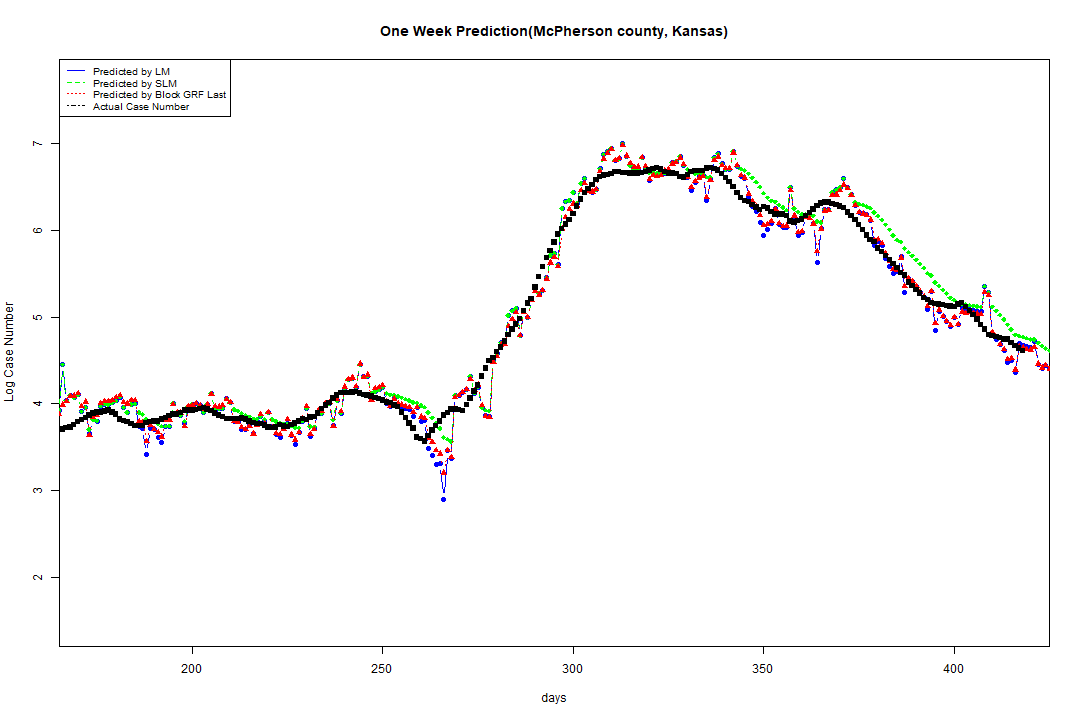 One Week Prediction(McPherson county, Kansas)
Predicted by LM
Predicted by SLM
Predicted by Block GRF Last
Actual Case Number
7
6
5
4
3
2
Log Case Number
200 250 300 350 400
days